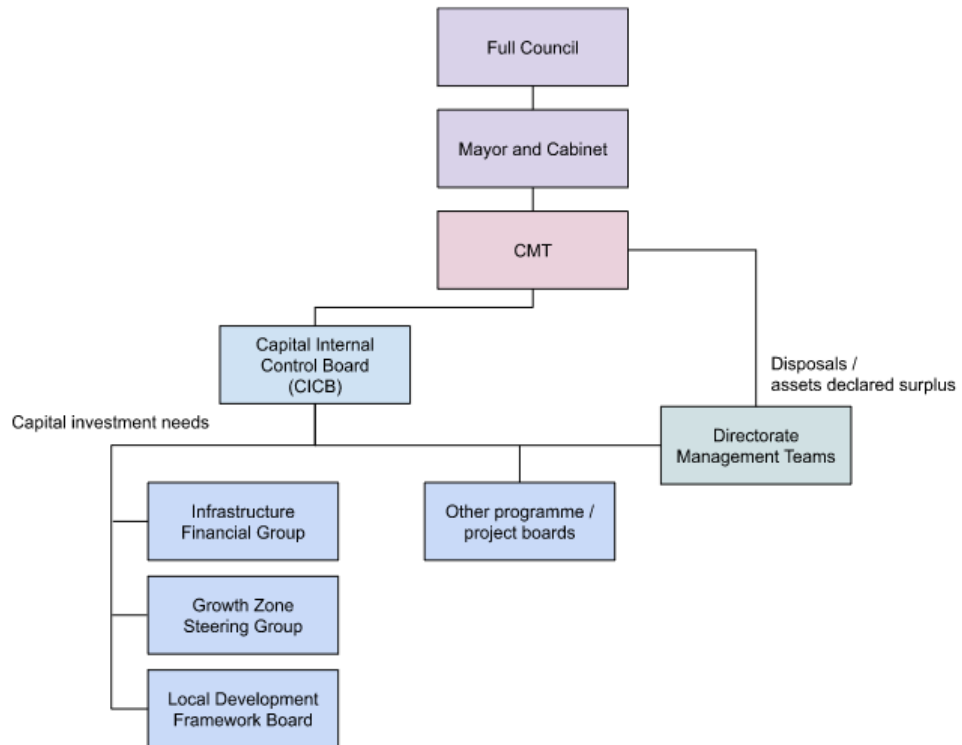 Full Council
Mayor and Cabinet
CMT
Capital Internal
Control Board
(CICB)
Disposals /
assets declared surplus
Capital investment needs
Directorate
Management Teams
Infrastructure
Financial Group
Other programme /
project boards
Growth Zone
Steering Group
Local Development
Framework Board